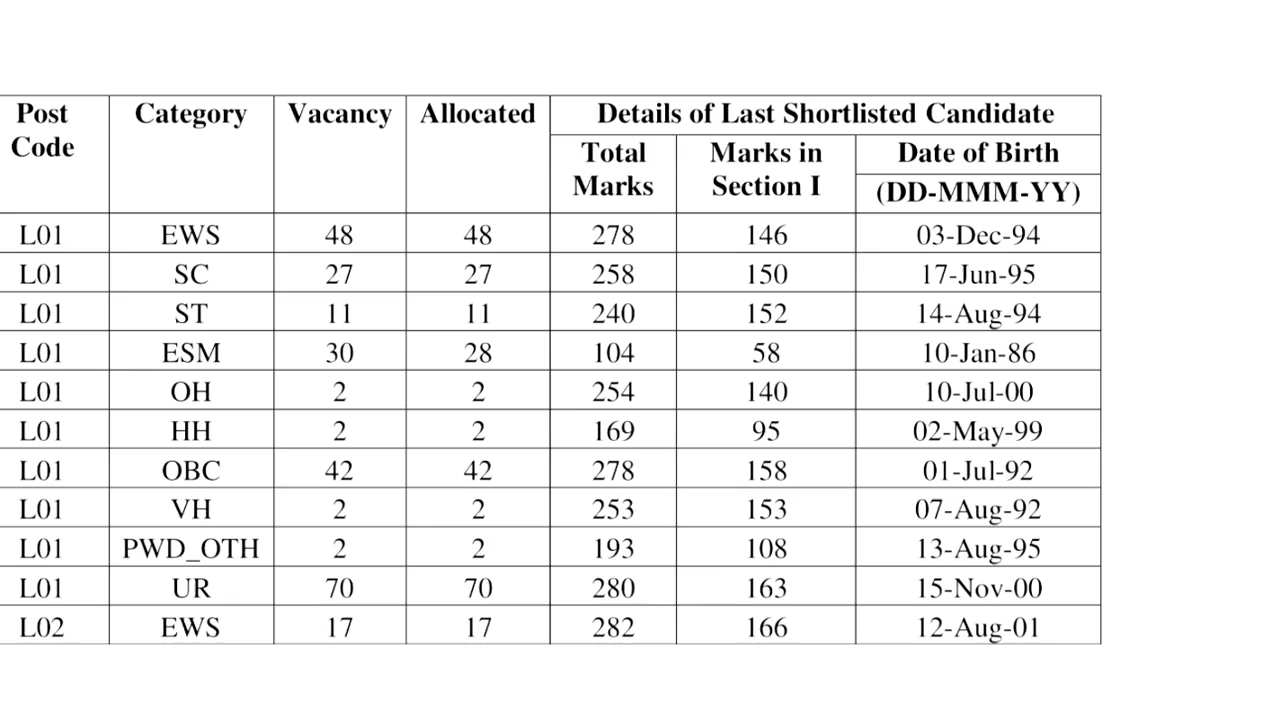 Post Code Category Vacancy Allocated Details of Last Shortlisted Candidate
Total Marks Marks in Section I Date of Birth
(DD-MMM-YY)
L01 EWS 48 48 278 146 03-Dec-94
L01 SC 27 27 258 150 17-Jun-95
L01 ST 11 11 240 152 14-Aug-94
L01 ESM 30 28 104 58 10-Jan-86
L01 OH 2 2 254 140 10-Jul-00
L01 HH 2 2 169 95 02-May-99
L01 OBC 42 42 278 158 01-Jul-92
L01 VH 2 2 253 153 07-Aug-92
L01 PWD_OTH 2 2 193 108 13-Aug-95
L01 UR 70 70 280 163 15-Nov-00
L02 EWS 17 17 282 166 12-Aug-01